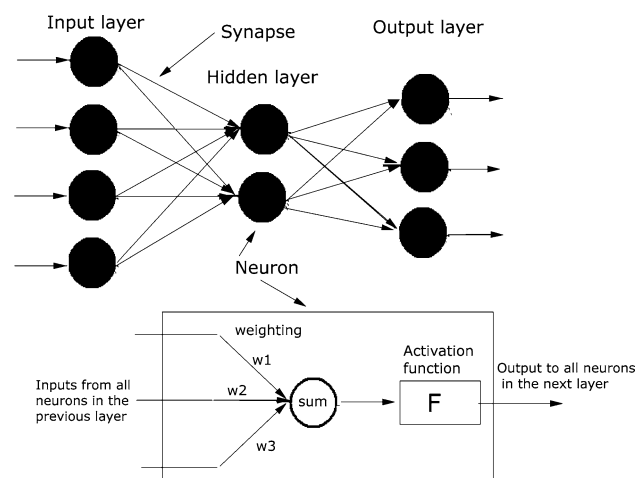 Input layer
Synapse
Output layer
Hidden layer
Neuron
weighting
w1
w2
w3
sum
Activation
function
F
Inputs from all
neurons in the
previous layer
Output to all neurons
in the next layer